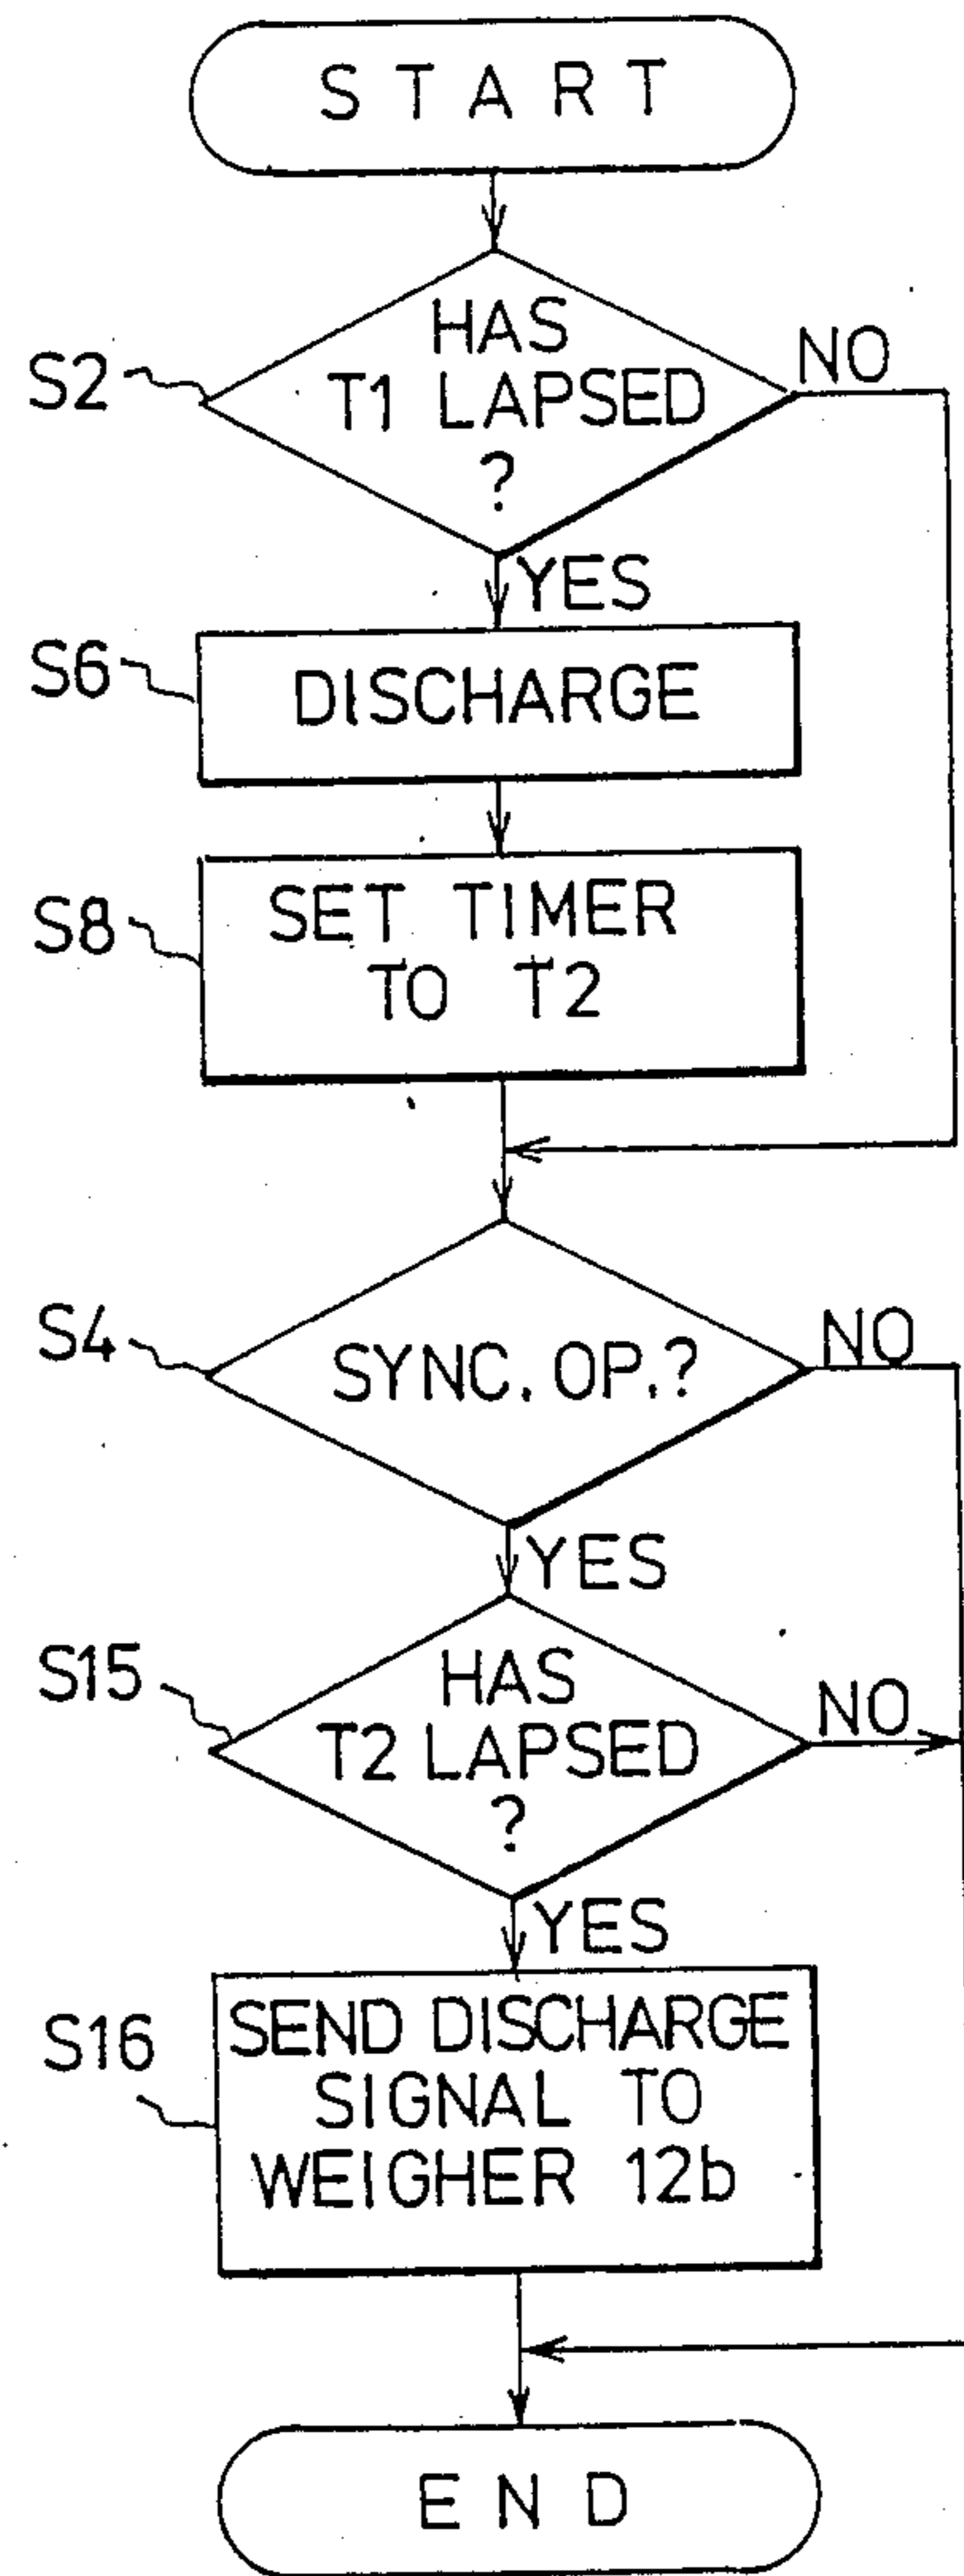 START
HAS
S2
T1 LAPSED
NO
?
YES
S6
DISCHARGE
S8
SET TIMER
TO T2
S4
SYNC. OP.?
NO
YES
S15
HAS
T2 LAPSED
NO
?
YES
S16
SEND DISCHARGE
SIGNAL TO
WEIGHER 12b
END